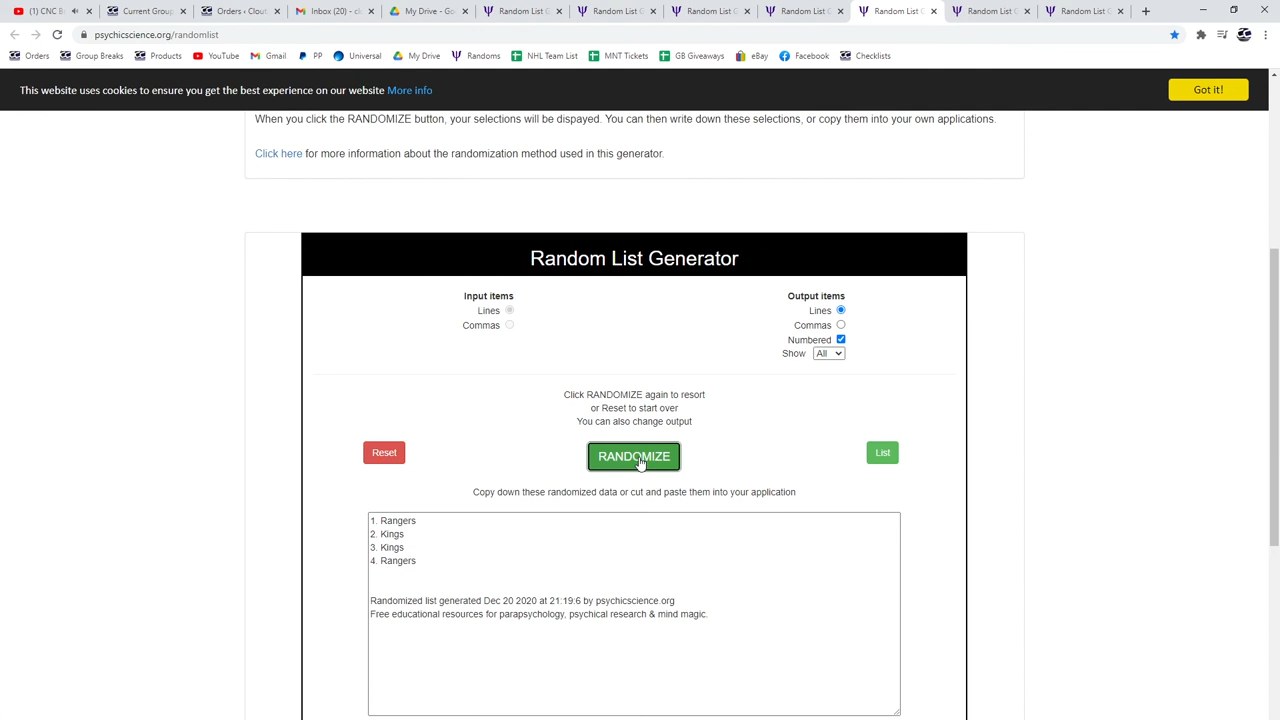 (1) CNC B
Current Group
Orders ‹ Clout
Inbox (20) - cl
My Drive - Go
Random List G
Random List G
Random List G
Random List G
Random List G
Random List G
Random List G
psychicscience.org/randomlist
Orders
Group Breaks
Products
YouTube
Gmail
PP
Universal
My Drive
Randoms
NHL Team List
MNT Tickets
GB Giveaways
eBay
Facebook
Checklists
This website uses cookies to ensure you get the best experience on our website More info
Got it!
When you click the RANDOMIZE button, your selections will be displayed. You can then write down these selections, or copy them into your own applications.
Click here for more information about the randomization method used in this generator.
Random List Generator
Input items
Lines
Commas
Output items
Lines
Commas
Numbered
Show All
Click RANDOMIZE again to resort
or Reset to start over
You can also change output
Reset
RANDOMIZE
List
Copy down these randomized data or cut and paste them into your application
1. Rangers
2. Kings
3. Kings
4. Rangers
Randomized list generated Dec 20 2020 at 21:19:6 by psychicscience.org
Free educational resources for parapsychology, psychical research & mind magic.